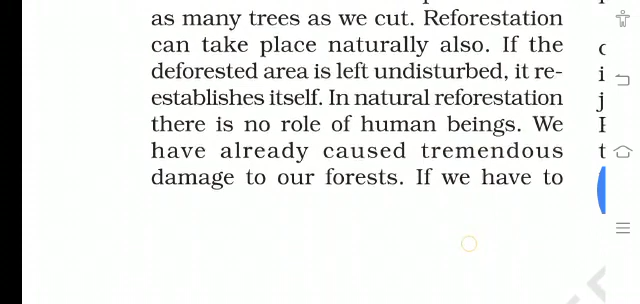 as many trees as we cut. Reforestation
can take place naturally also. If the
deforested area is left undisturbed, it re-
establishes itself. In natural reforestation
there is no role of human beings. We
have already caused tremendous
damage to our forests. If we have to